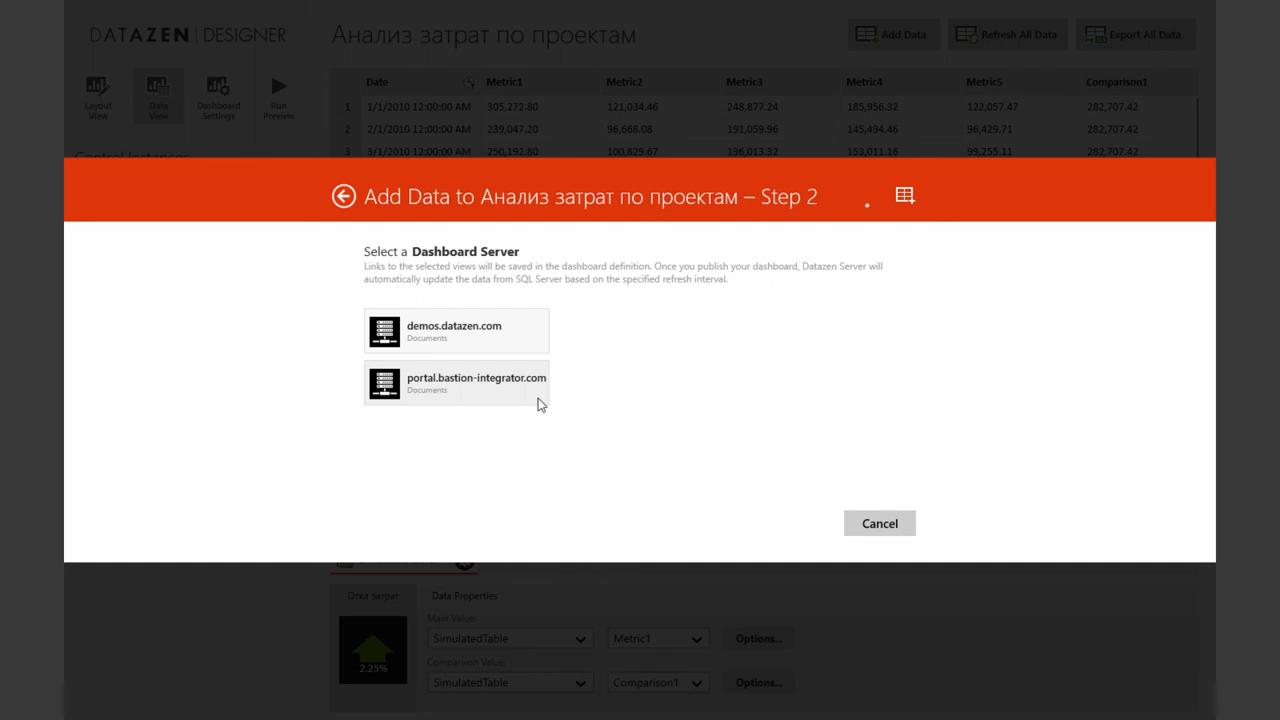 DATAZEN | DESIGNER
Анализ затрат по проектам
Add Data
Refresh All Data
Export All Data
Layout View
Data View
Dashboard Settings
Run Preview
Date Metric1 Metric2 Metric3 Metric4 Metric5 Comparison1
1 1/1/2010 12:00:00 AM 305,272.80 121,034.46 248,877.24 185,956.32 122,057.47 282,707.42
2 2/1/2010 12:00:00 AM 239,047.20 96,668.08 191,059.96 145,494.46 96,429.71 282,707.42
3 3/1/2010 12:00:00 AM 250,192.80 100,829.67 196,013.32 153,011.16 99,255.11 282,707.42
Control Instances
Add Data to Анализ затрат по проектам – Step 2
Select a Dashboard Server
Links to the selected views will be saved in the dashboard definition. Once you publish your dashboard, Datazen Server will
automatically update the data from SQL Server based on the specified refresh interval.
demos.datazen.com
Documents
portal.bastion-integrator.com
Documents
Cancel
Откл затрат
Data Properties
Main Value:
SimulatedTable Metric1 Options...
Comparison Value:
SimulatedTable Comparison1 Options...
2.25%